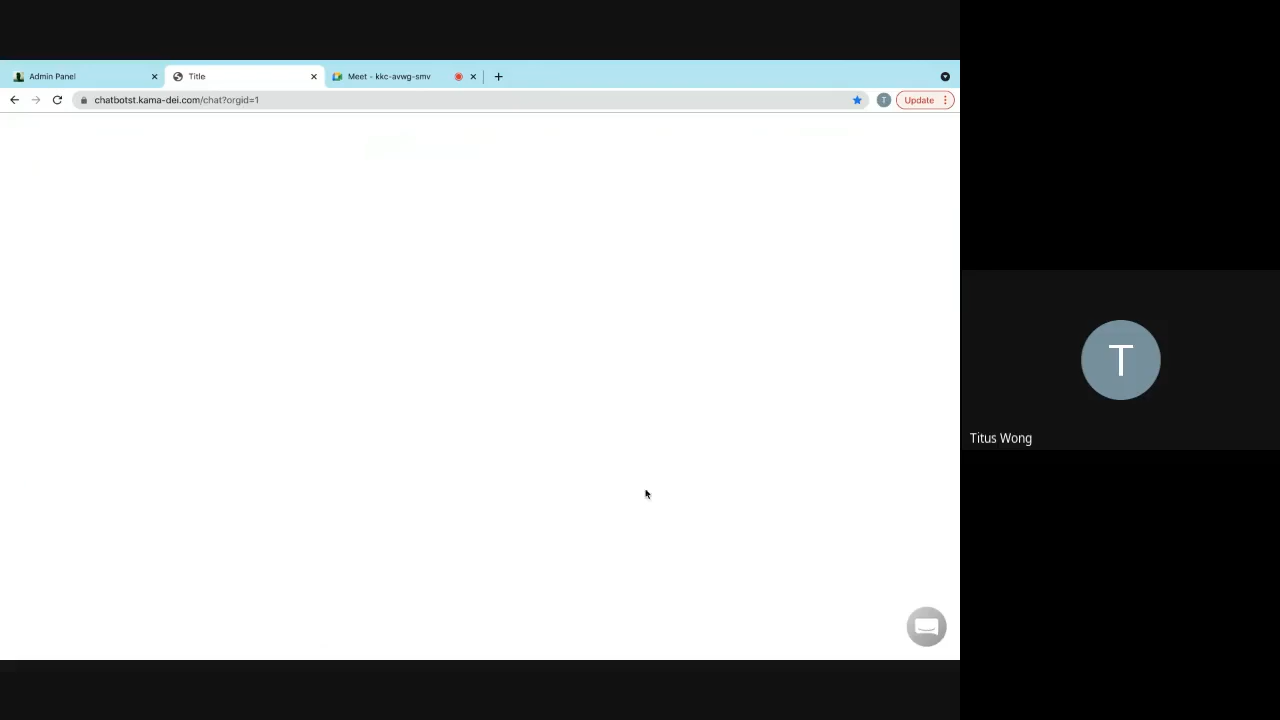 Admin Panel
Title
Meet - kkc-avwg-smv
chatbotst.kama-dei.com/chat?orgid=1
T
Update
T
Titus Wong